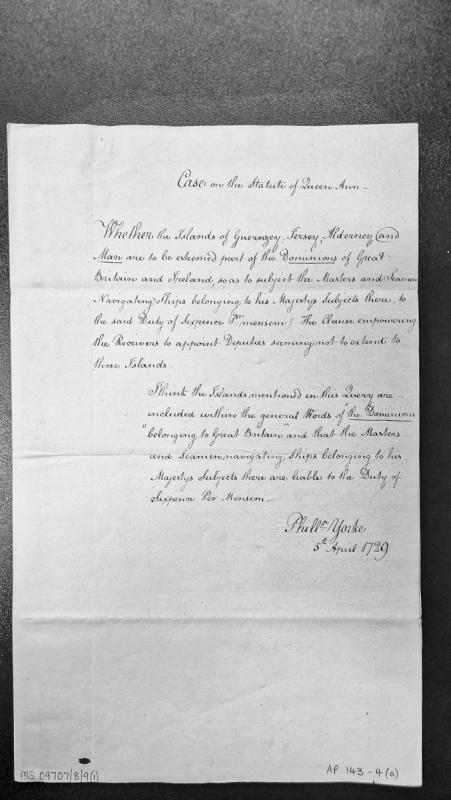 Case on the Statute of Queen Ann
Whether the Islands of Guernzey, Jersey, Alderney (and
Man are to be esteemed part of the Dominions of Great
Britain and Ireland, so as to subject the Masters and Seamen
Navigating Ships belonging to his Majestys Subjects there, to
the said Duty of Sixpence Pr. mensem; The Clause empowering
the Receivers to appoint Deputies seeming not to extend to
those Islands.
I think the Islands mentioned in this Query are
included within the general Words of "the Dominions
"belonging to Great Britain" and that the Masters
and Seamen navigating Ships belonging to his
Majestys Subjects there are liable to the Duty of
Sixpence Per Mensem
Phill: Yorke
5th April 1729
MS 09707/8/9(1)
AP 143-4(a)